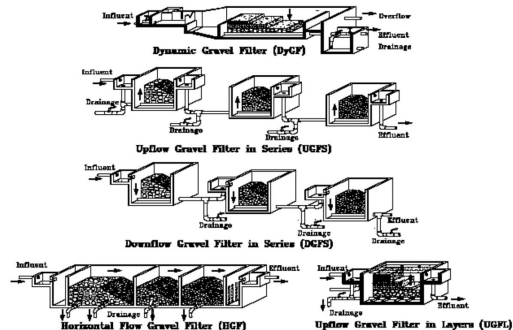 Influent
Overflow
Effluent
Drainage
Dynamic Gravel Filter (DyGF)
Influent
Drainage
Drainage
Drainage
Effluent
Upflow Gravel Filter in Series (UGFS)
Influent
Drainage
Drainage
Effluent
Drainage
Downflow Gravel Filter in Series (DGFS)
Influent
Effluent
Drainage
Horizontal Flow Gravel Filter (HGF)
Influent
Effluent
Drainage
Drainage
Upflow Gravel Filter in Layers (UGFL)